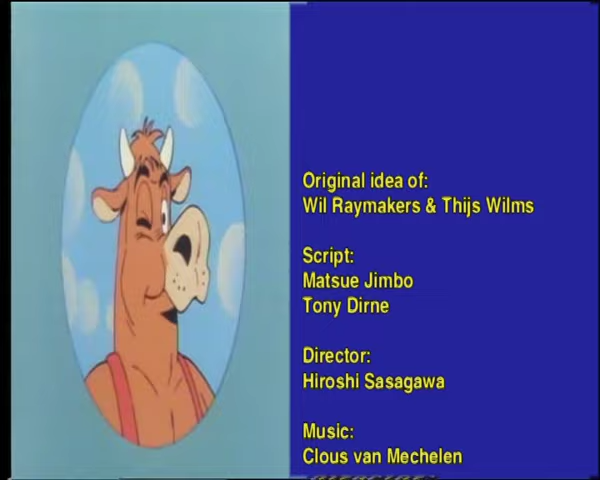 Original idea of:
Wil Raymakers & Thijs Wilms
Script:
Matsue Jimbo
Tony Dirne
Director:
Hiroshi Sasagawa
Music:
Clous van Mechelen